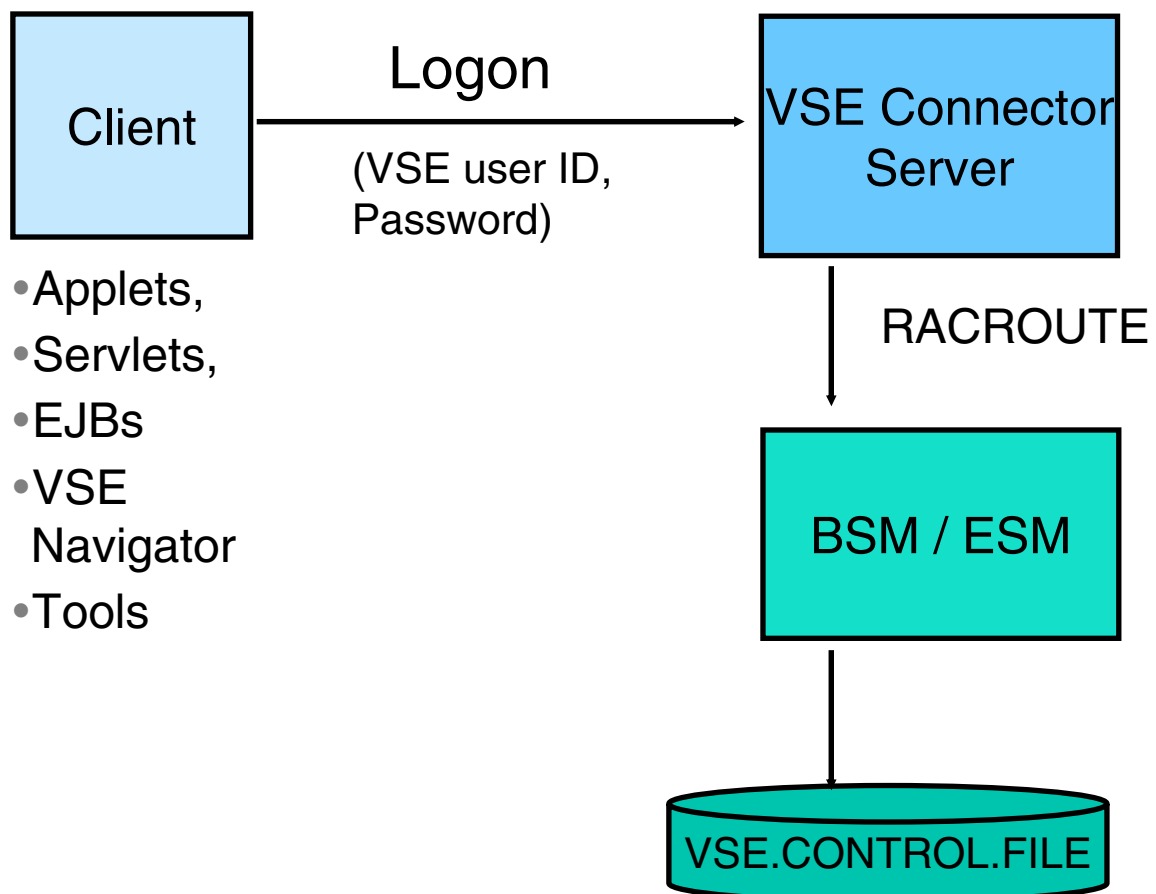 Client
Logon
(VSE user ID,
Password)
VSE Connector
Server
•Applets,
•Servlets,
•EJBs
•VSE
Navigator
•Tools
RACROUTE
BSM / ESM
VSE.CONTROL.FILE